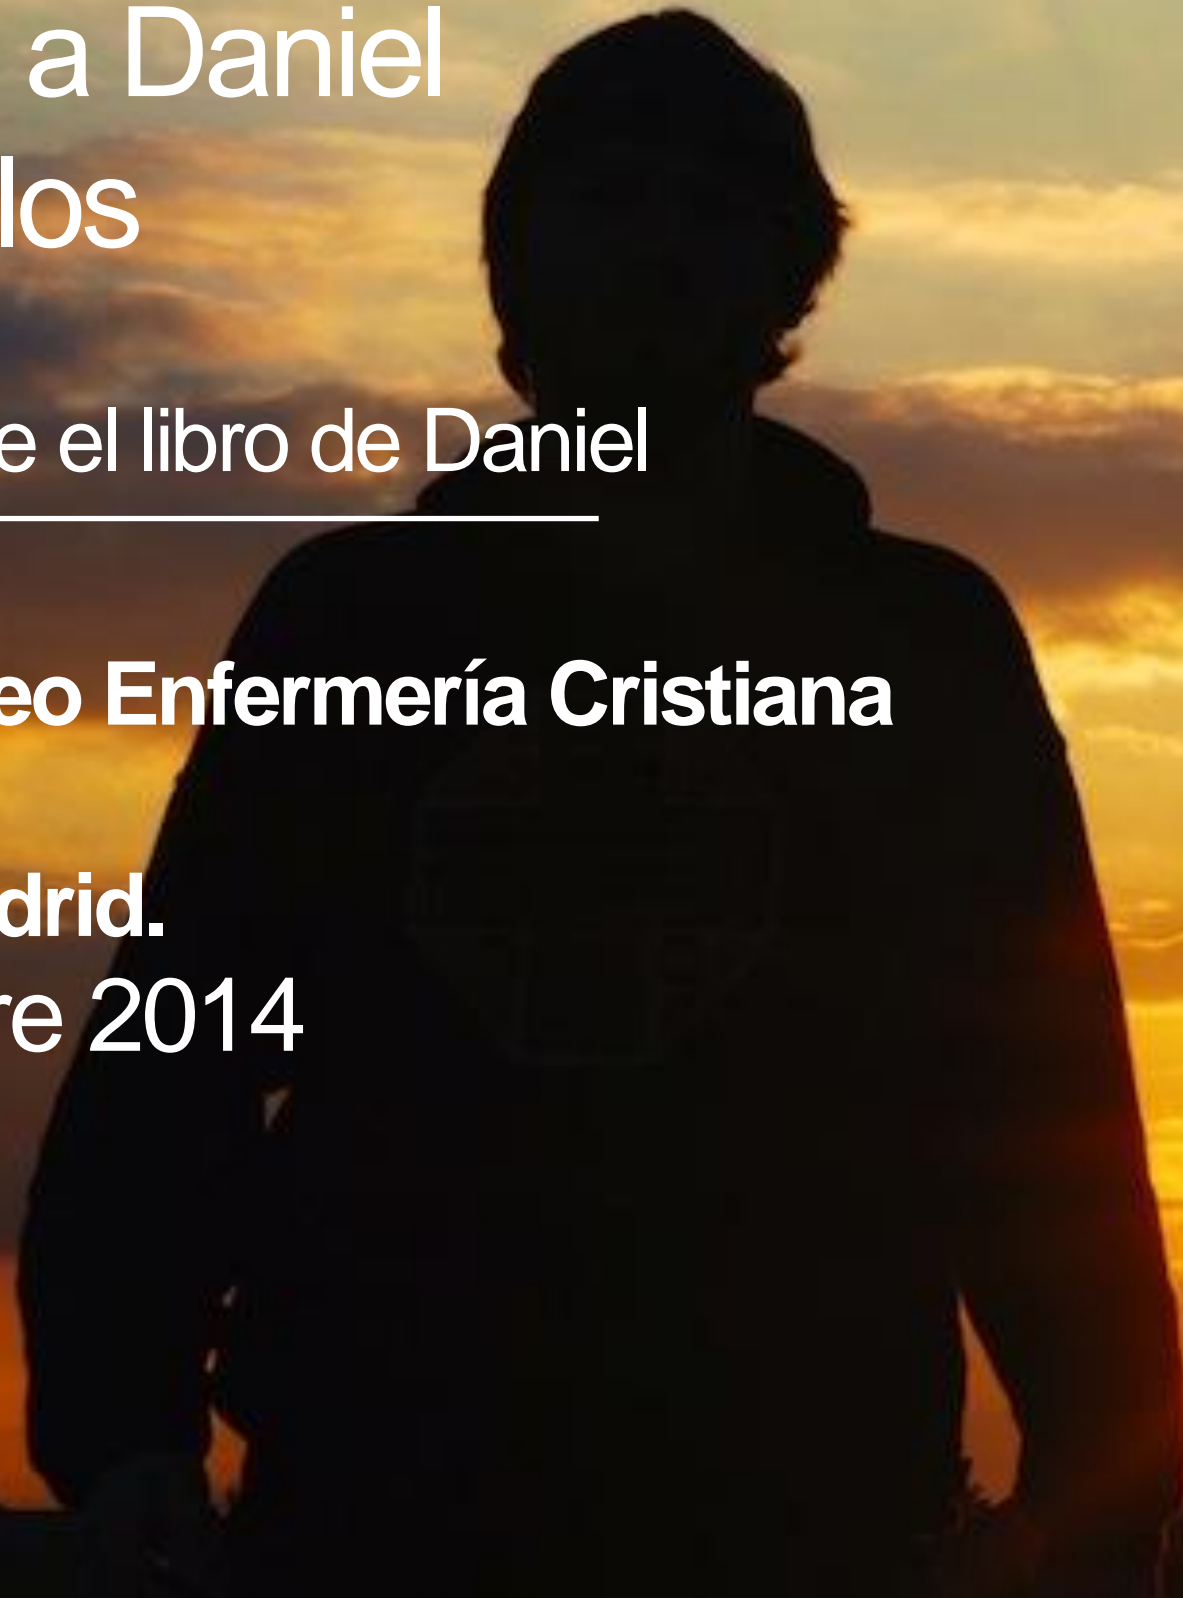 a Daniel
los
e el libro de Daniel
eo Enfermería Cristiana
drid.
re 2014